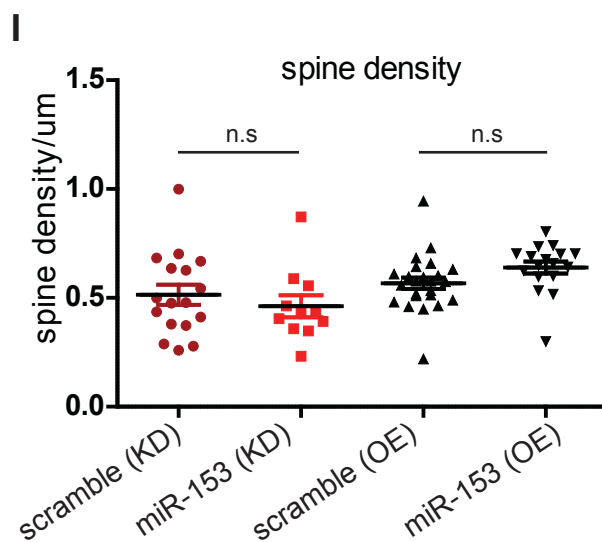 I
spine density
spine density/um
1.5
1.0
0.5
0.0
n.s
n.s
scramble (KD)
miR-153 (KD)
scramble (OE)
miR-153 (OE)